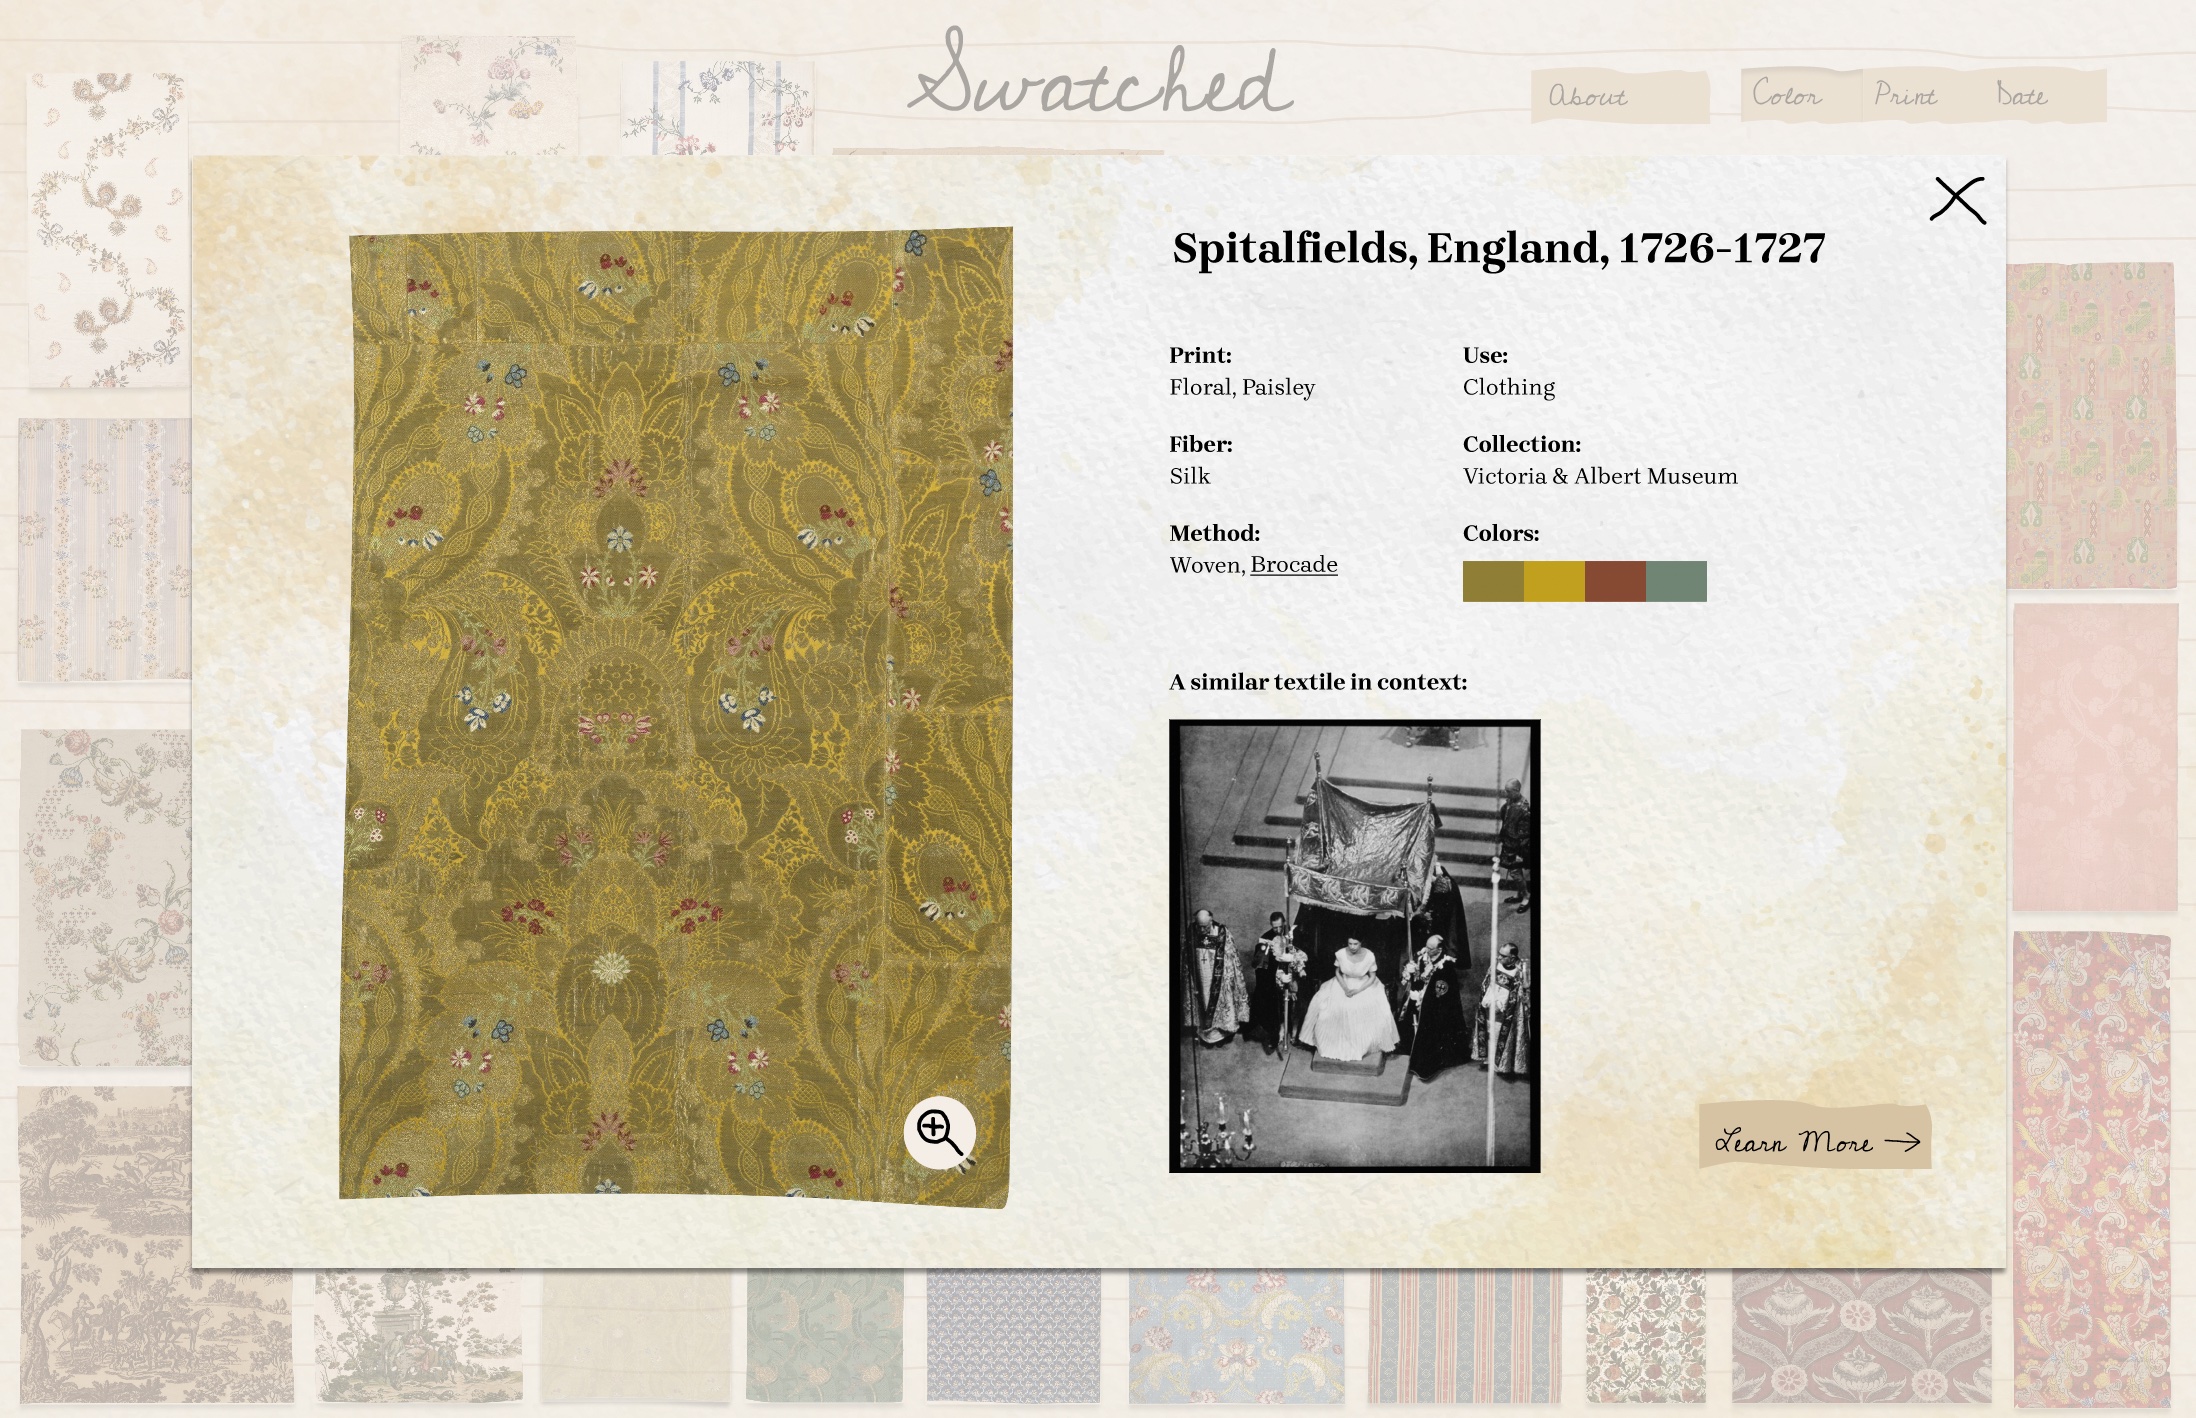 Swatched
About
Color Print Date
Spitalfields, England, 1726-1727
Print:
Floral, Paisley
Use:
Clothing
Fiber:
Silk
Collection:
Victoria & Albert Museum
Method:
Woven, Brocade
Colors:
A similar textile in context:
Learn More →